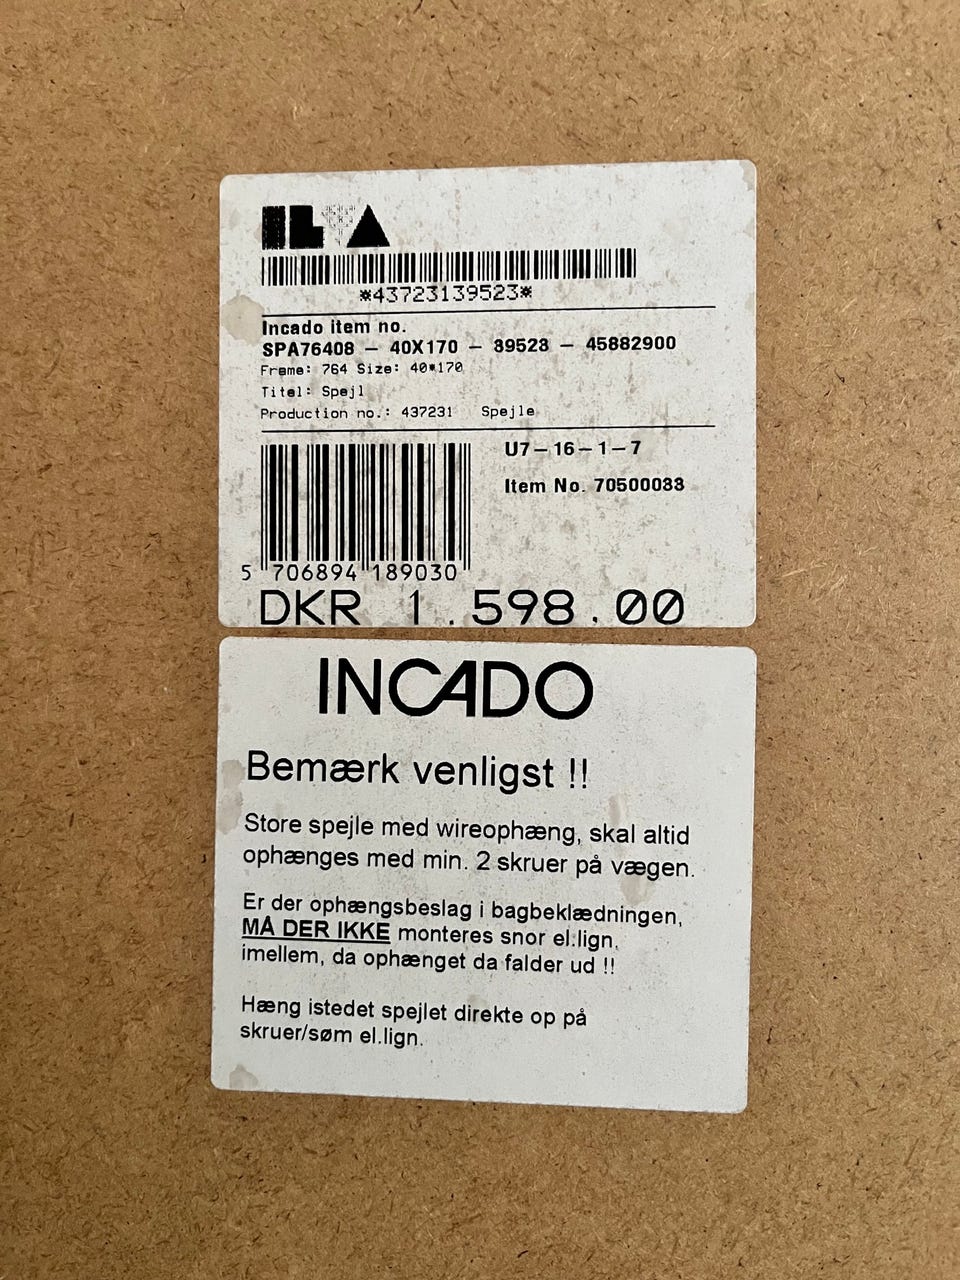 ILVA
*43723139523*
Incado item no.
SPA76408 – 40X170 – 39523 – 45882900
Frame: 764 Size: 40*170
Titel: Spejl
Production no.: 437231 Spejle
U7–16–1–7
Item No. 70500033
5 706894 189030
DKR 1.598.00
INCADO
Bemærk venligst !!
Store spejle med wireophæng, skal altid
ophænges med min. 2 skruer på vægen.
Er der ophængsbeslag i bagbeklædningen,
MÅ DER IKKE monteres snor el.lign.
imellem, da ophænget da falder ud !!
Hæng istedet spejlet direkte op på
skruer/søm el.lign.